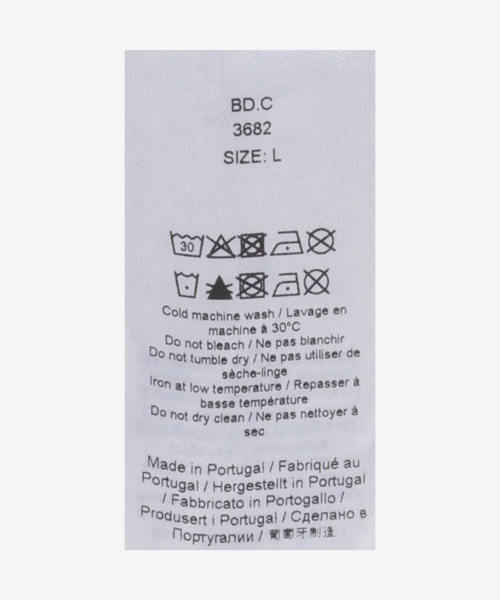 BD.C
3682
SIZE: L
30
Cold machine wash / Lavage en
machine à 30°C
Do not bleach / Ne pas blanchir
Do not tumble dry / Ne pas utiliser de
sèche-linge
Iron at low temperature / Repasser à
basse température
Do not dry clean / Ne pas nettoyer à
sec
Made in Portugal / Fabriqué au
Portugal / Hergestellt in Portugal
/ Fabbricato in Portogallo /
Produsert i Portugal / Сделано в
Португалии / 葡萄牙制造